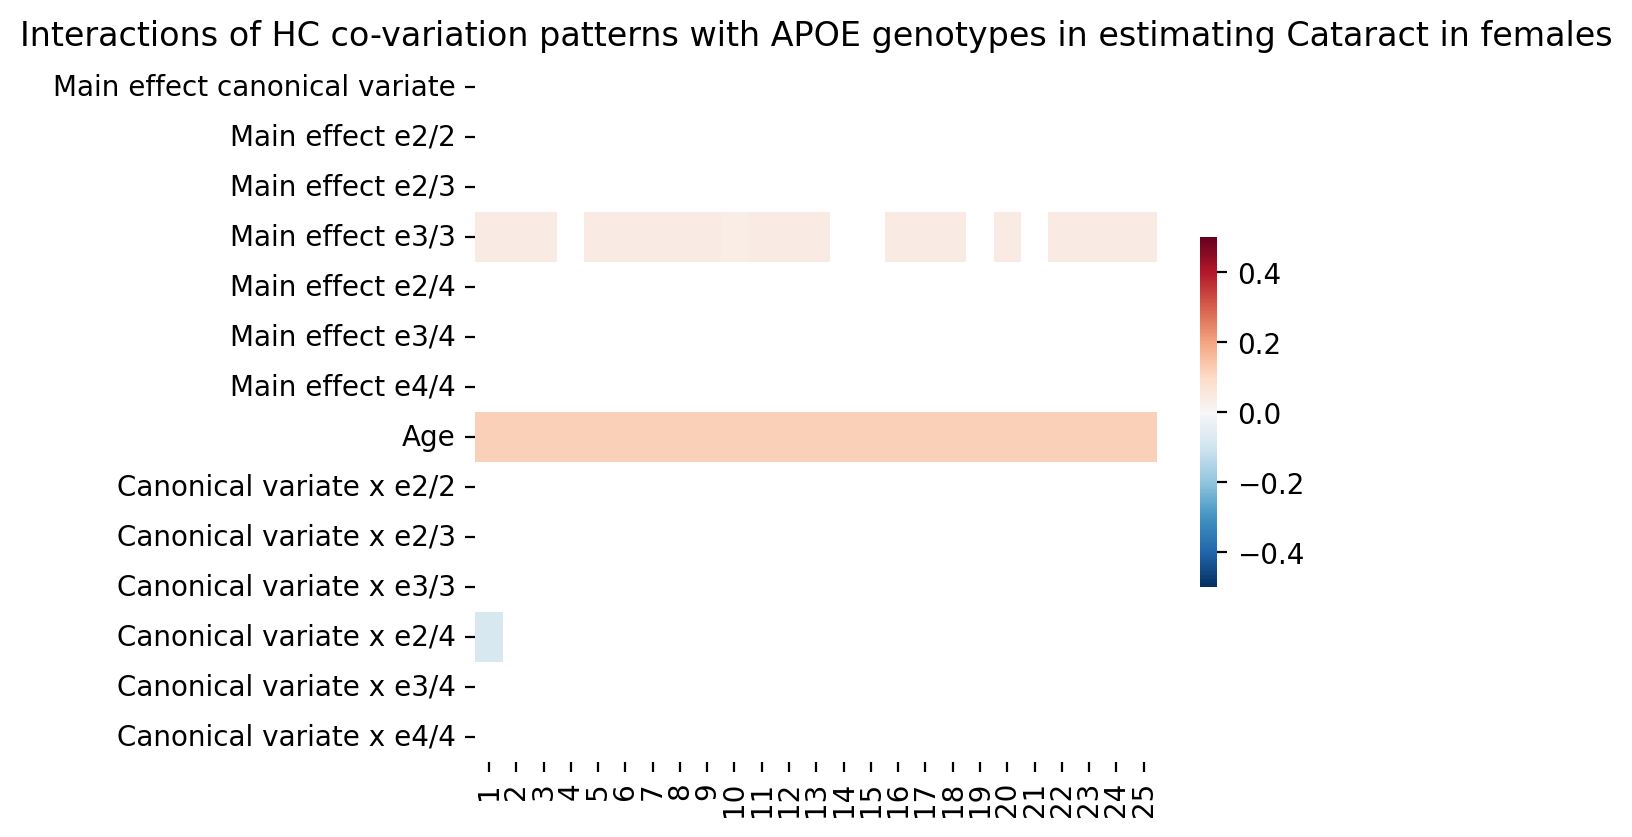 Interactions of HC co-variation patterns with APOE genotypes in estimating Cataract in females
Main effect canonical variate
Main effect e2/2
Main effect e2/3
Main effect e3/3
Main effect e2/4
Main effect e3/4
Main effect e4/4
Age
Canonical variate x e2/2
Canonical variate x e2/3
Canonical variate x e3/3
Canonical variate x e2/4
Canonical variate x e3/4
Canonical variate x e4/4
1 2 3 4 5 6 7 8 9 10 11 12 13 14 15 16 17 18 19 20 21 22 23 24 25
0.4
0.2
0.0
−0.2
−0.4